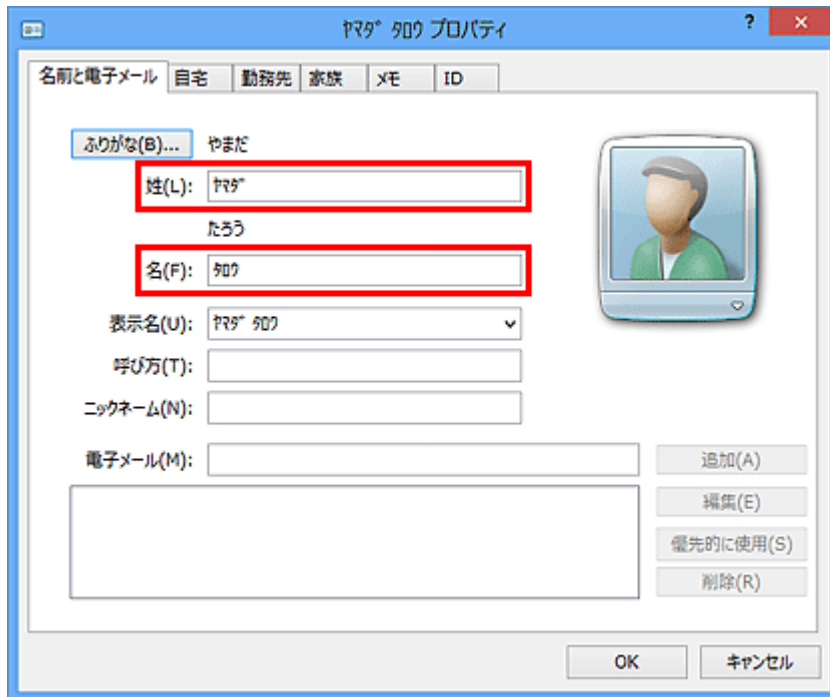 ﾔﾏﾀﾞ ﾀﾛｳ プロパティ
名前と電子メール 自宅 勤務先 家族 メモ ID
ふりがな(B)... やまだ
姓(L): ﾔﾏﾀﾞ
たろう
名(F): ﾀﾛｳ
表示名(U): ﾔﾏﾀﾞ ﾀﾛｳ
呼び方(T):
ニックネーム(N):
電子メール(M): 追加(A)
編集(E)
優先的に使用(S)
削除(R)
OK キャンセル